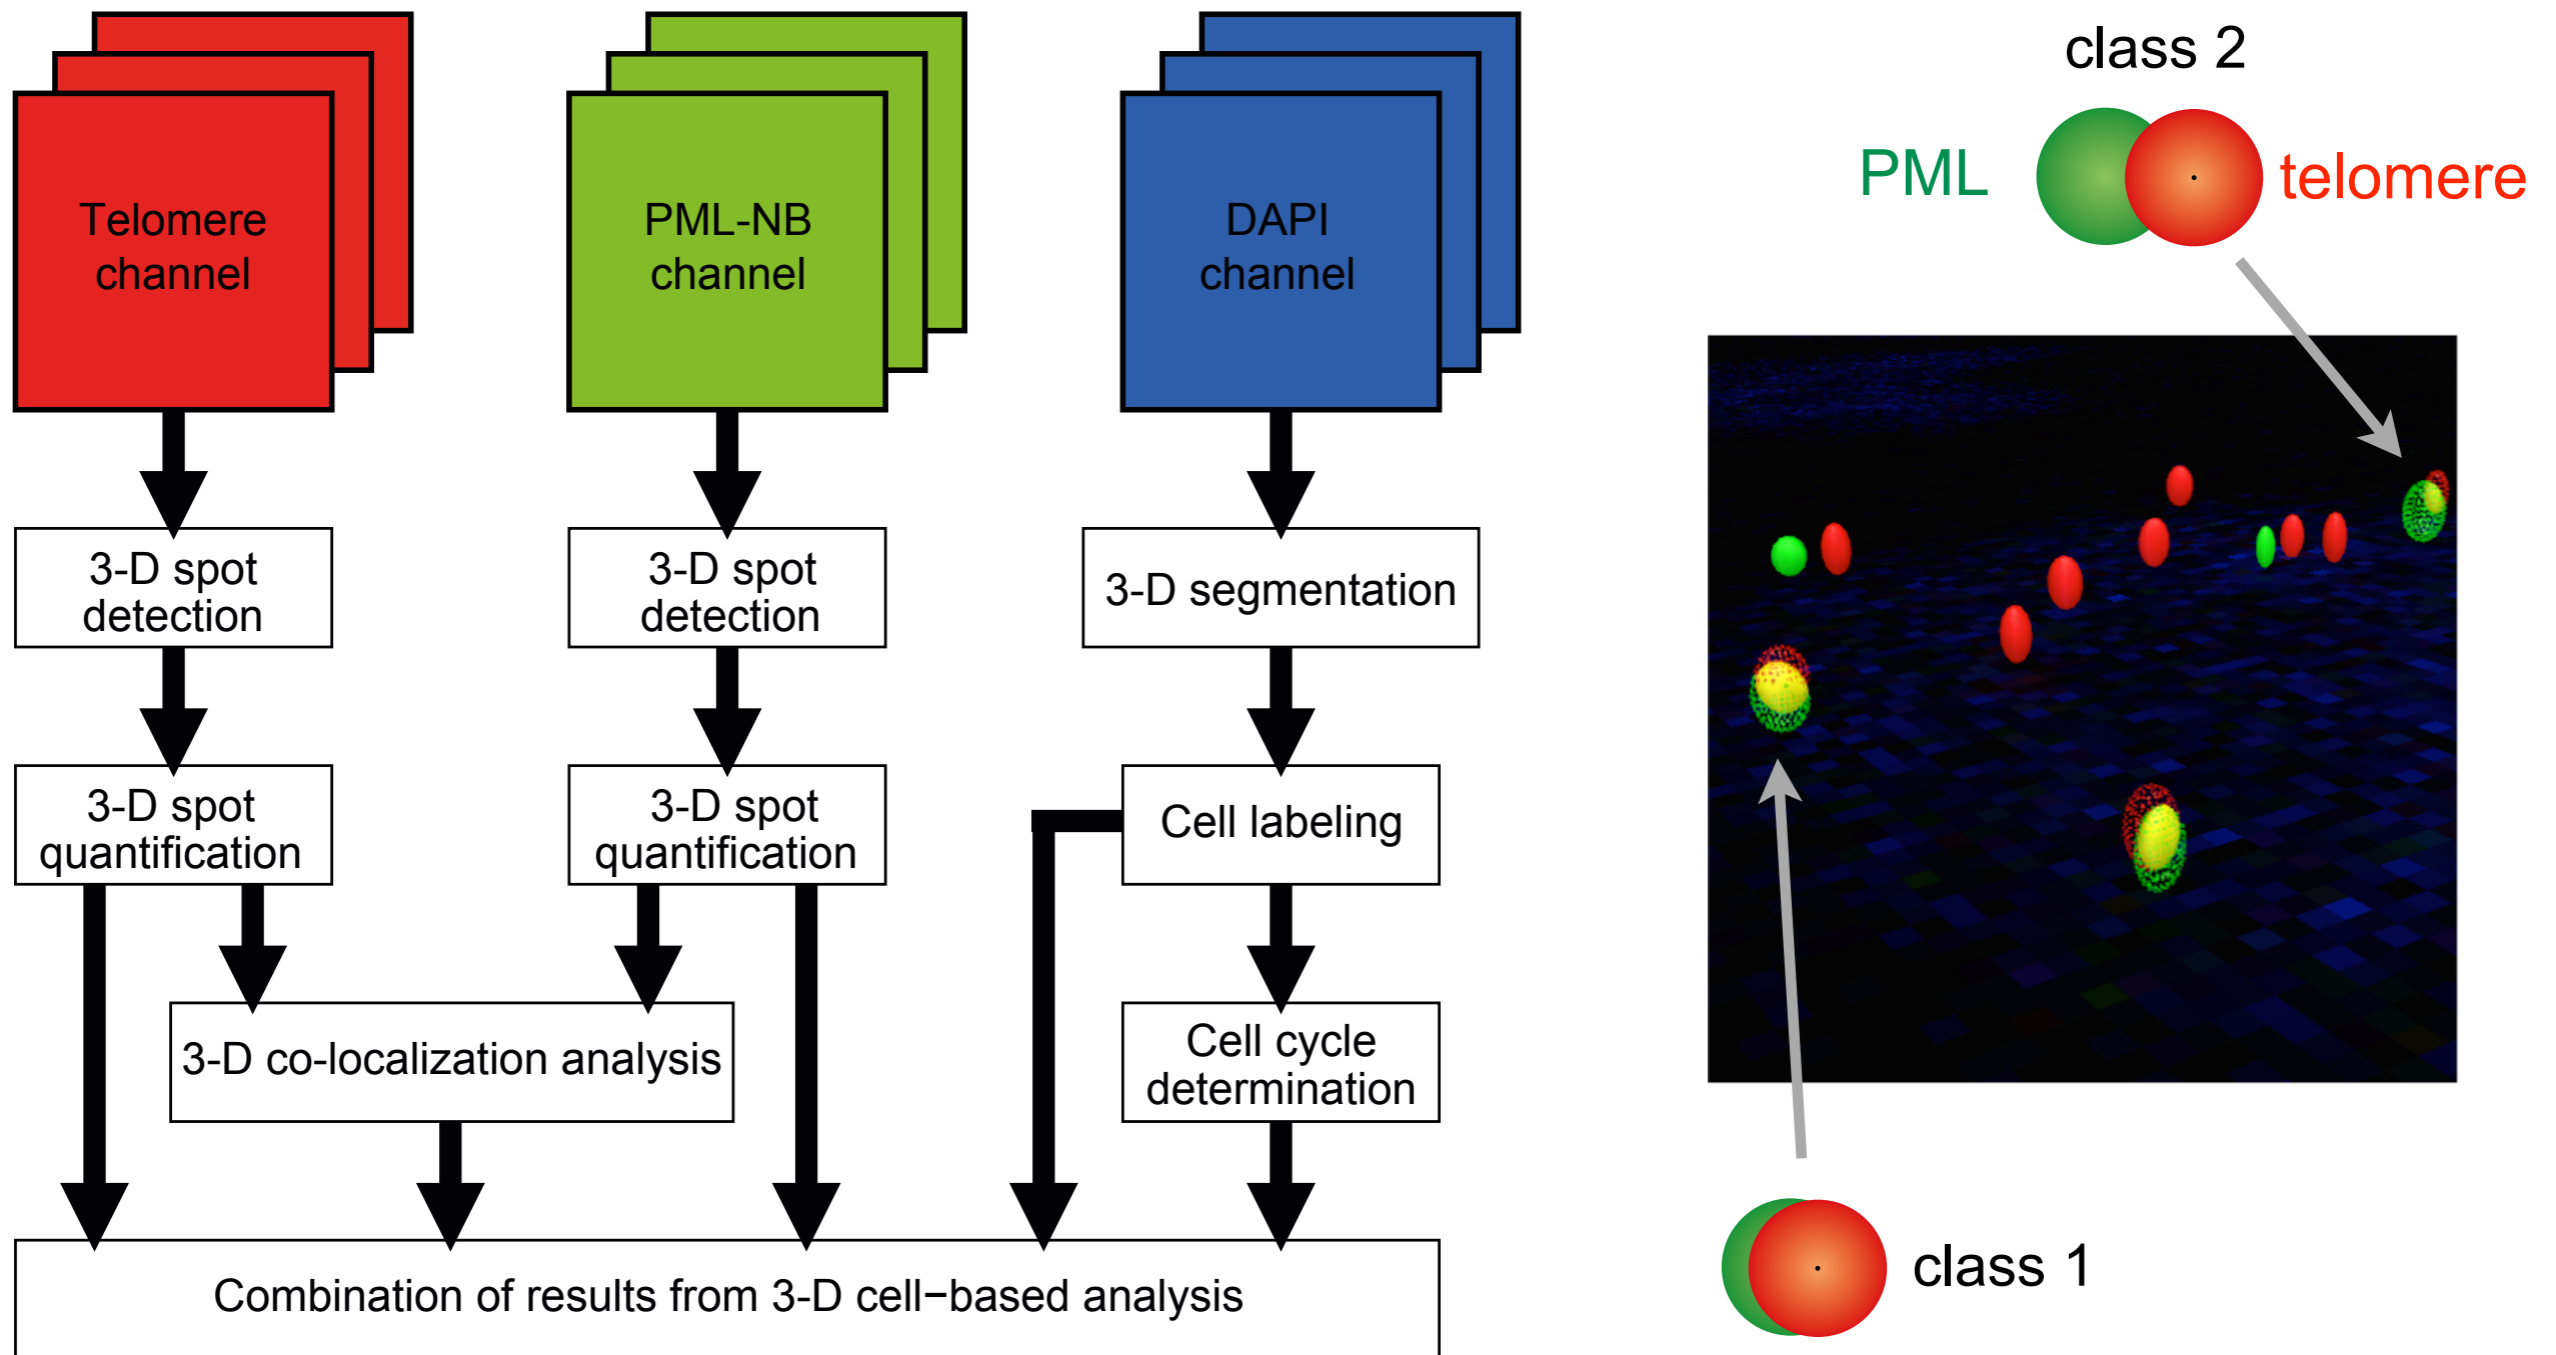 Telomere
channel
PML-NB
channel
DAPI
channel
3-D spot
detection
3-D spot
detection
3-D segmentation
3-D spot
quantification
3-D spot
quantification
Cell labeling
3-D co-localization analysis
Cell cycle
determination
Combination of results from 3-D cell−based analysis
class 2
PML
telomere
class 1